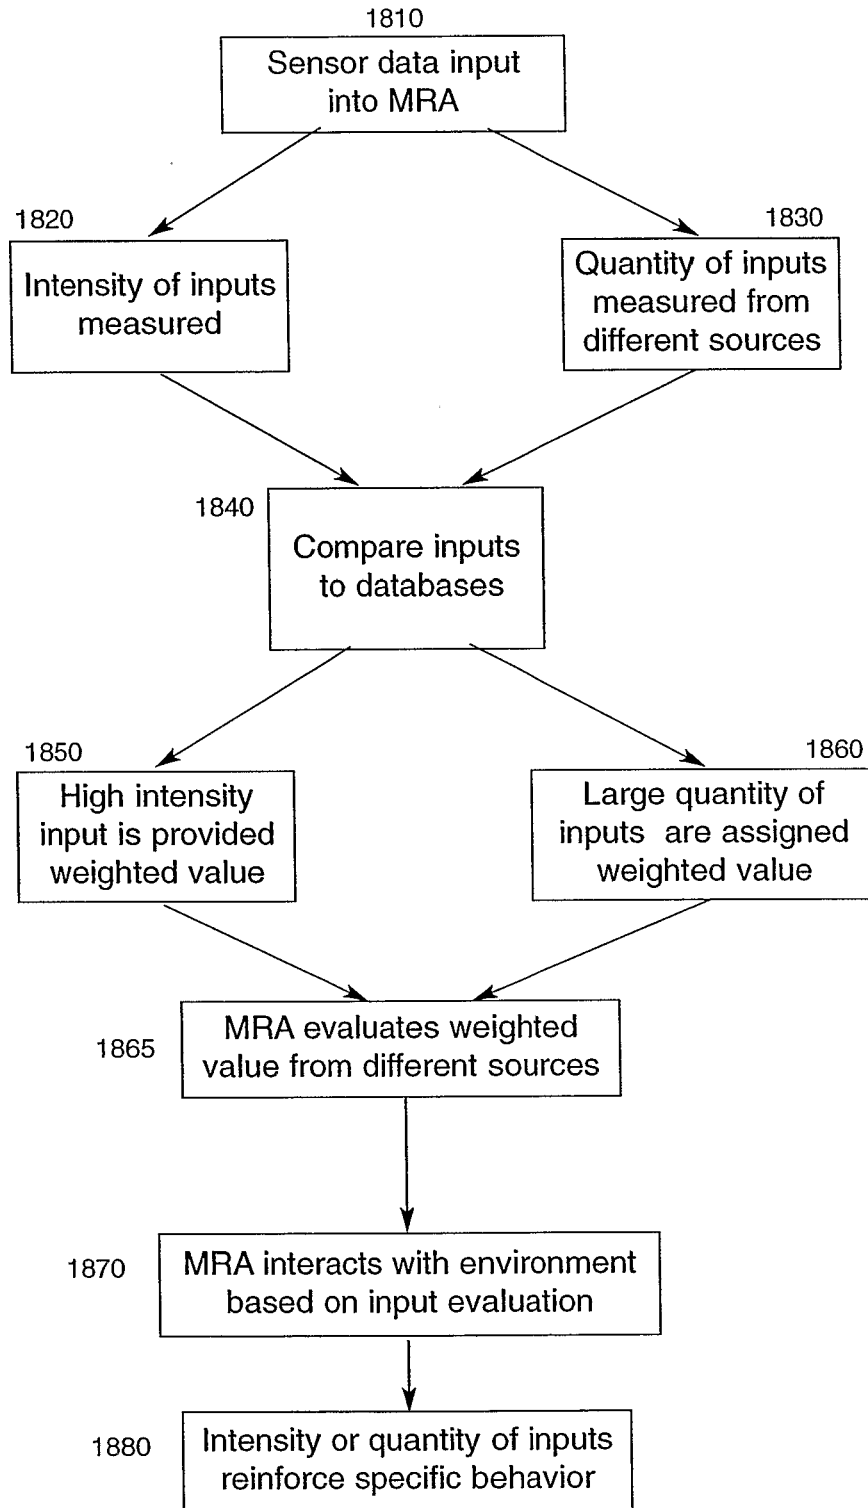 1810
Sensor data input
into MRA
1820
1830
Intensity of inputs
measured
Quantity of inputs
measured from
different sources
1840
Compare inputs
to databases
1850
1860
High intensity
input is provided
weighted value
Large quantity of
inputs are assigned
weighted value
1865
MRA evaluates weighted
value from different sources
1870
MRA interacts with environment
based on input evaluation
1880
Intensity or quantity of inputs
reinforce specific behavior